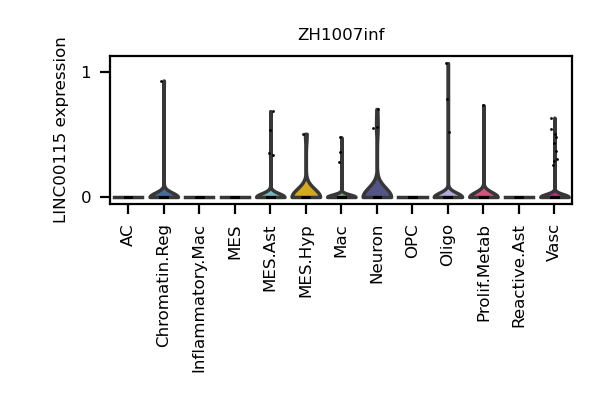 ZH1007inf
LINC00115 expression
1
0
AC
Chromatin.Reg
Inflammatory.Mac
MES
MES.Ast
MES.Hyp
Mac
Neuron
OPC
Oligo
Prolif.Metab
Reactive.Ast
Vasc